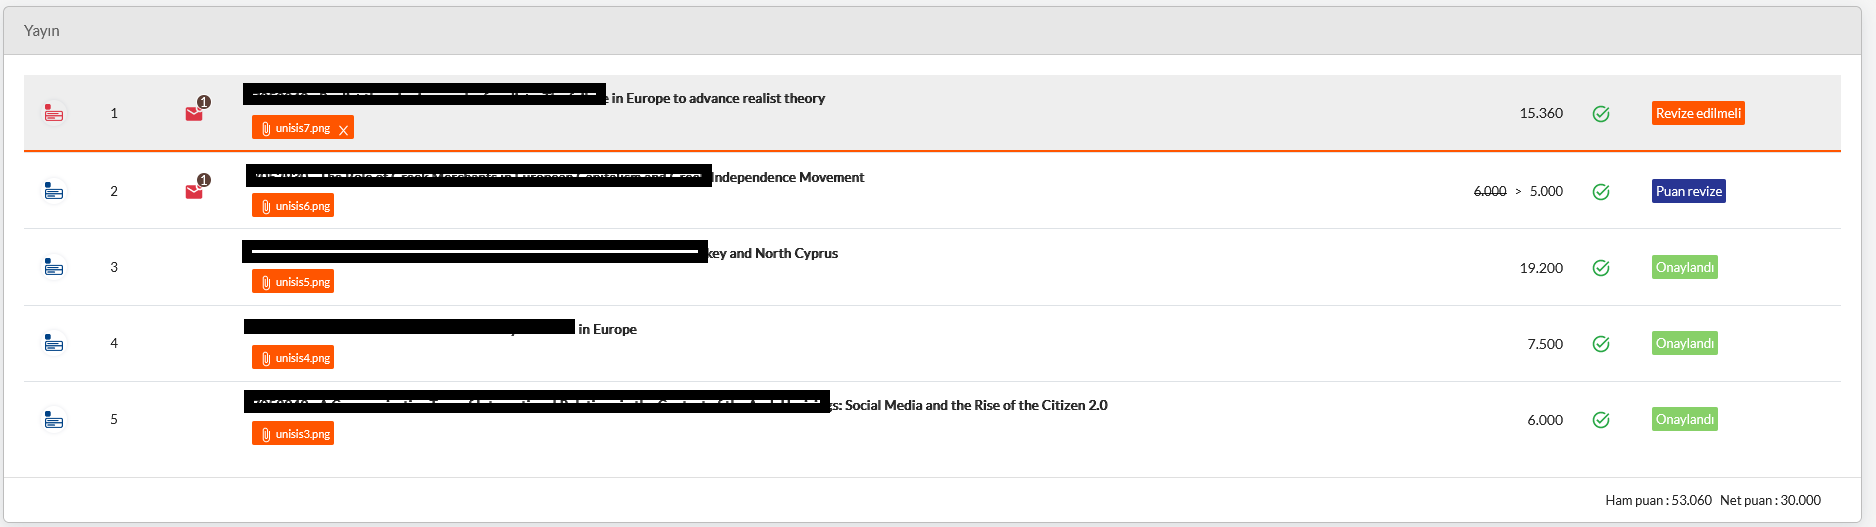 Yayın
1
1
in Europe to advance realist theory
unisis7.png X
15.360
Revize edilmeli
2
1
Independence Movement
unisis6.png
6.000 > 5.000
Puan revize
3
key and North Cyprus
unisis5.png
19.200
Onaylandı
4
in Europe
unisis4.png
7.500
Onaylandı
5
gs: Social Media and the Rise of the Citizen 2.0
unisis3.png
6.000
Onaylandı
Ham puan : 53.060 Net puan : 30.000